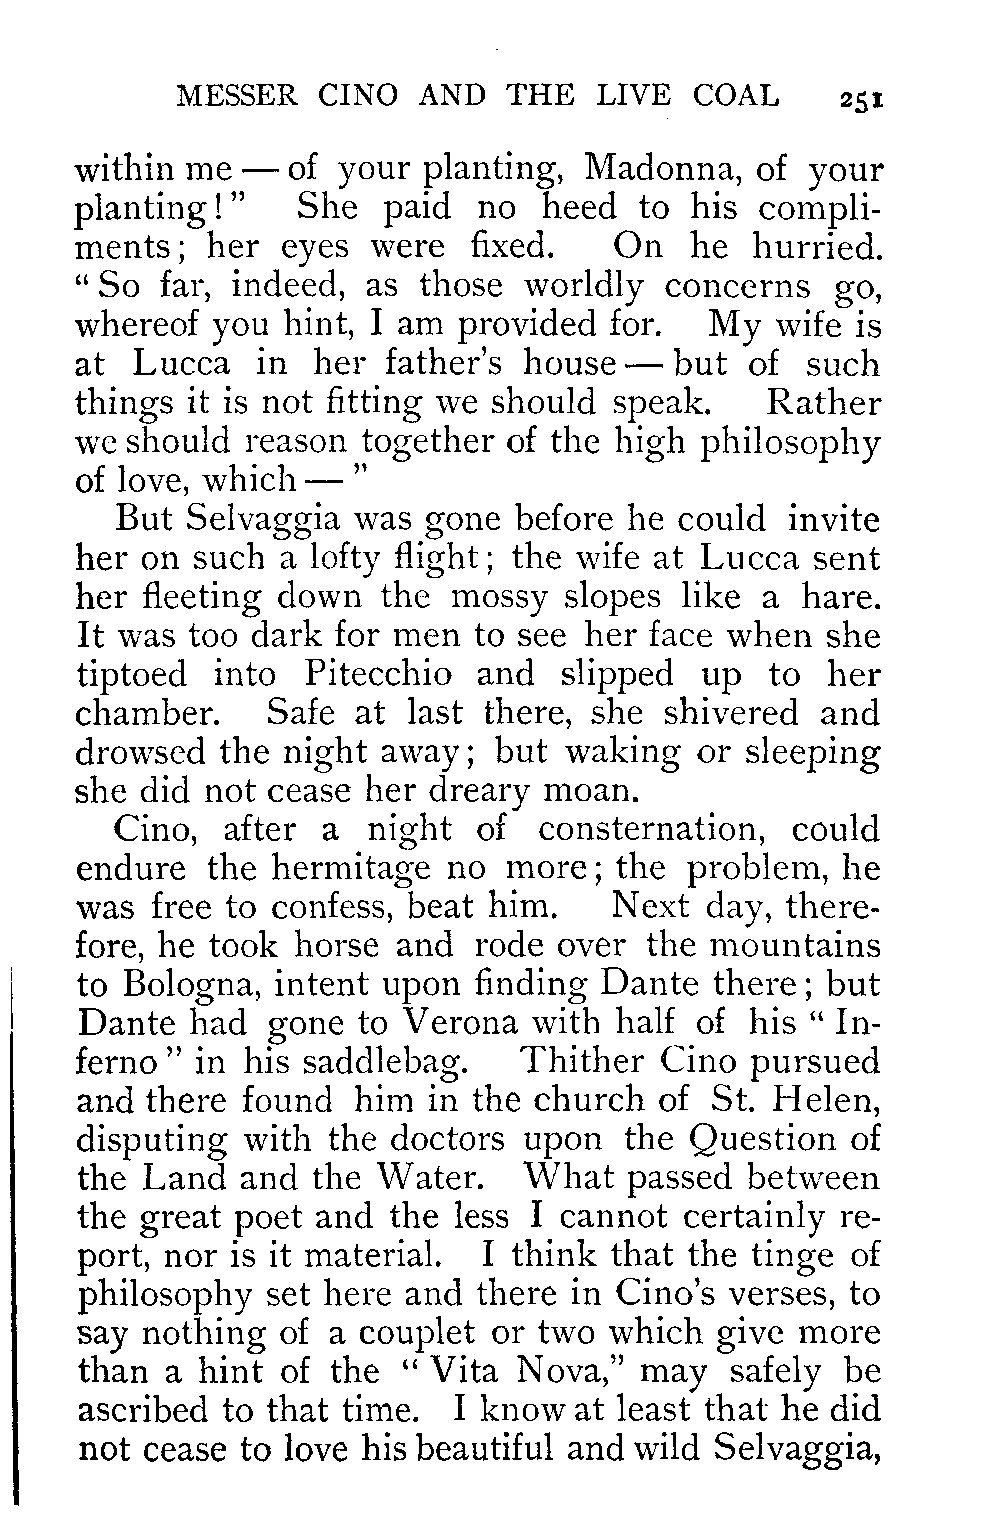 MESSER CINO AND THE LIVE COAL 251
within me — of your planting, Madonna, of your
planting!” She paid no heed to his compli-
ments; her eyes were fixed. On he hurried.
“So far, indeed, as those worldly concerns go,
whereof you hint, I am provided for. My wife is
at Lucca in her father’s house — but of such
things it is not fitting we should speak. Rather
we should reason together of the high philosophy
of love, which — ”
But Selvaggia was gone before he could invite
her on such a lofty flight; the wife at Lucca sent
her fleeting down the mossy slopes like a hare.
It was too dark for men to see her face when she
tiptoed into Pitecchio and slipped up to her
chamber. Safe at last there, she shivered and
drowsed the night away; but waking or sleeping
she did not cease her dreary moan.
Cino, after a night of consternation, could
endure the hermitage no more; the problem, he
was free to confess, beat him. Next day, there-
fore, he took horse and rode over the mountains
to Bologna, intent upon finding Dante there; but
Dante had gone to Verona with half of his “In-
ferno” in his saddlebag. Thither Cino pursued
and there found him in the church of St. Helen,
disputing with the doctors upon the Question of
the Land and the Water. What passed between
the great poet and the less I cannot certainly re-
port, nor is it material. I think that the tinge of
philosophy set here and there in Cino’s verses, to
say nothing of a couplet or two which give more
than a hint of the “Vita Nova,” may safely be
ascribed to that time. I know at least that he did
not cease to love his beautiful and wild Selvaggia,